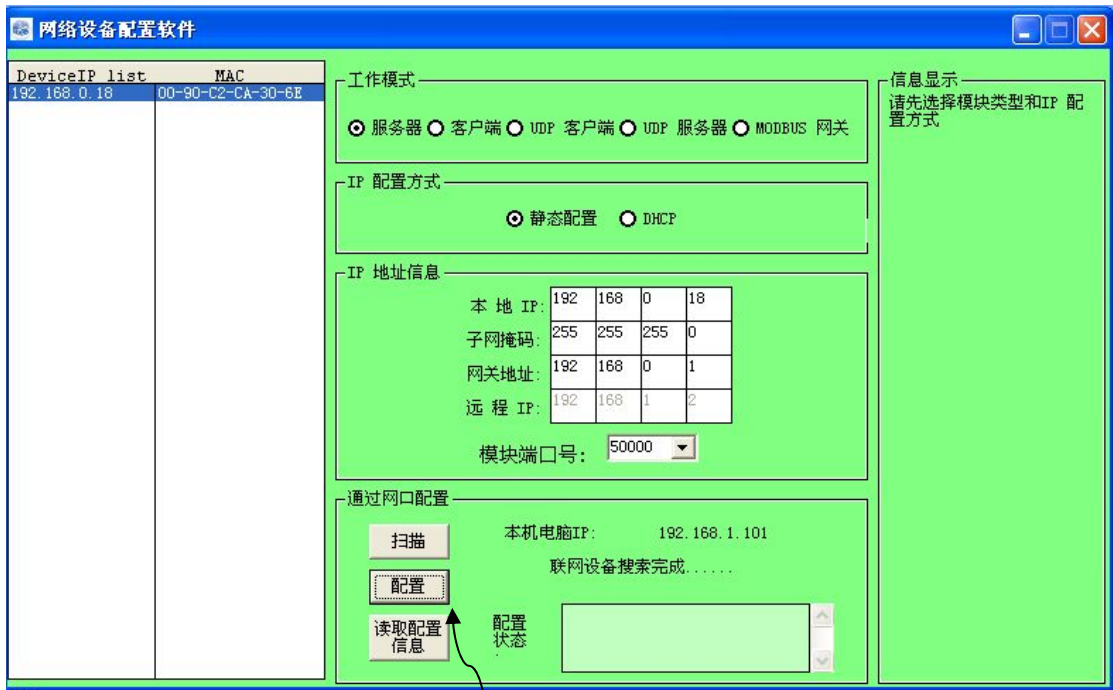 网络设备配置软件
DeviceIP list MAC
192.168.0.18 00-90-C2-CA-30-6E
工作模式
服务器 客户端 UDP 客户端 UDP 服务器 MODBUS 网关
IP 配置方式
静态配置 DHCP
IP 地址信息
本 地 IP: 192 168 0 18
子网掩码: 255 255 255 0
网关地址: 192 168 0 1
远 程 IP: 192 168 1 2
模块端口号: 50000
通过网口配置
扫描
本机电脑IP: 192.168.1.101
联网设备搜索完成......
配置
读取配置
信息
配置
状态
:
信息显示
请先选择模块类型和IP 配
置方式